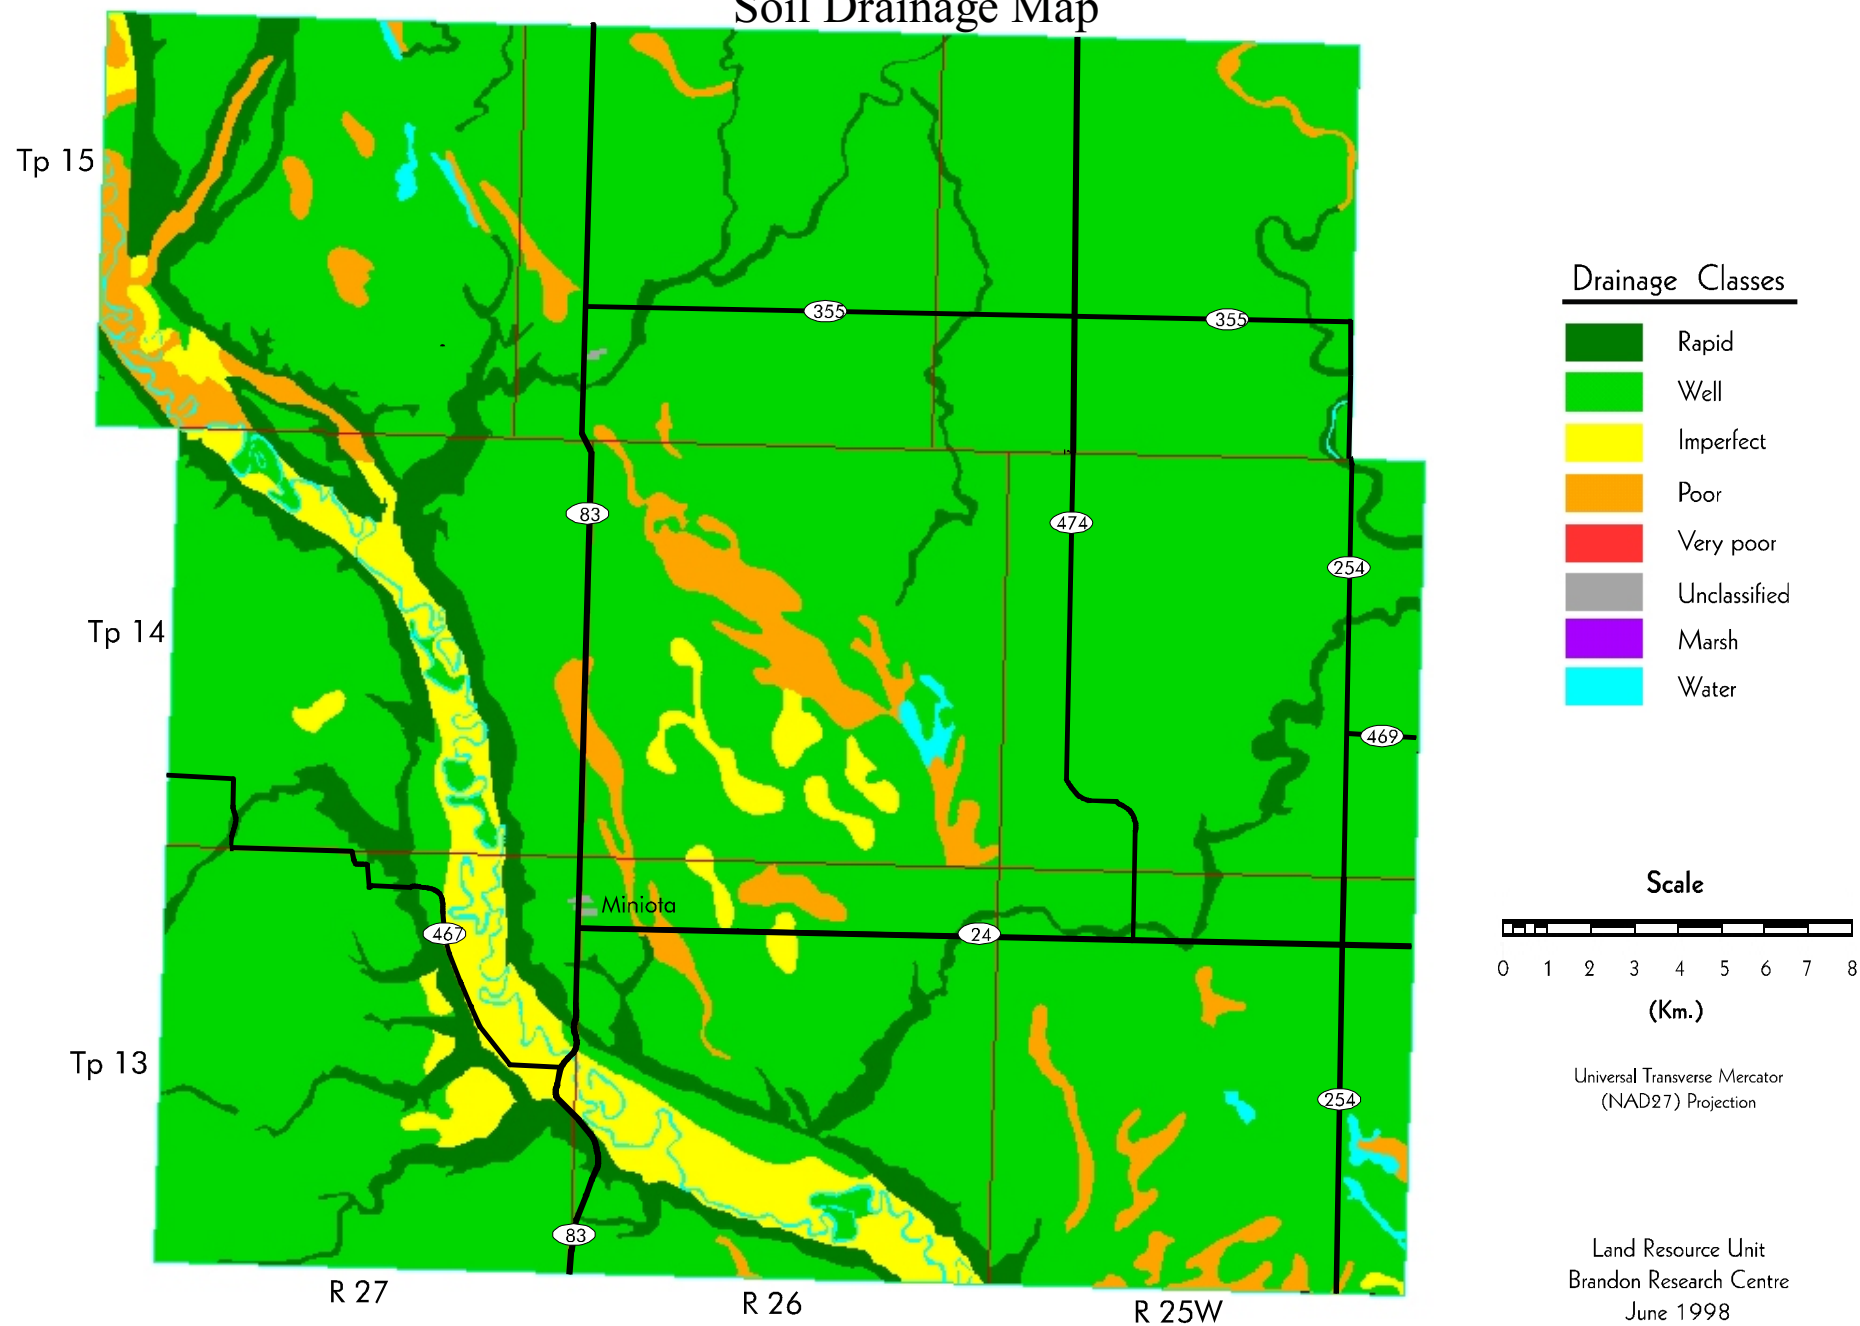 Soil Drainage Map
Tp 15
355
355
83
474
254
Tp 14
469
Miniota
467
24
Tp 13
254
83
R 27
R 26
R 25W
Drainage Classes
Rapid
Well
Imperfect
Poor
Very poor
Unclassified
Marsh
Water
Scale
0 1 2 3 4 5 6 7 8
(Km.)
Universal Transverse Mercator
(NAD27) Projection
Land Resource Unit
Brandon Research Centre
June 1998